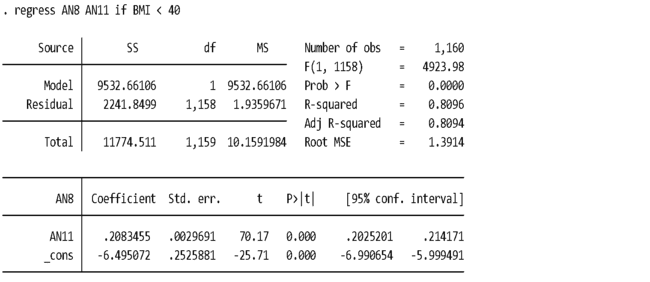 . regress AN8 AN11 if BMI < 40
Source SS df MS Number of obs = 1,160
F(1, 1158) = 4923.98
Model 9532.66106 1 9532.66106 Prob > F = 0.0000
Residual 2241.8499 1,158 1.9359671 R-squared = 0.8096
Adj R-squared = 0.8094
Total 11774.511 1,159 10.1591984 Root MSE = 1.3914
AN8 Coefficient Std. err. t P>|t| [95% conf. interval]
AN11 .2083455 .0029691 70.17 0.000 .2025201 .214171
_cons -6.495072 .2525881 -25.71 0.000 -6.990654 -5.999491